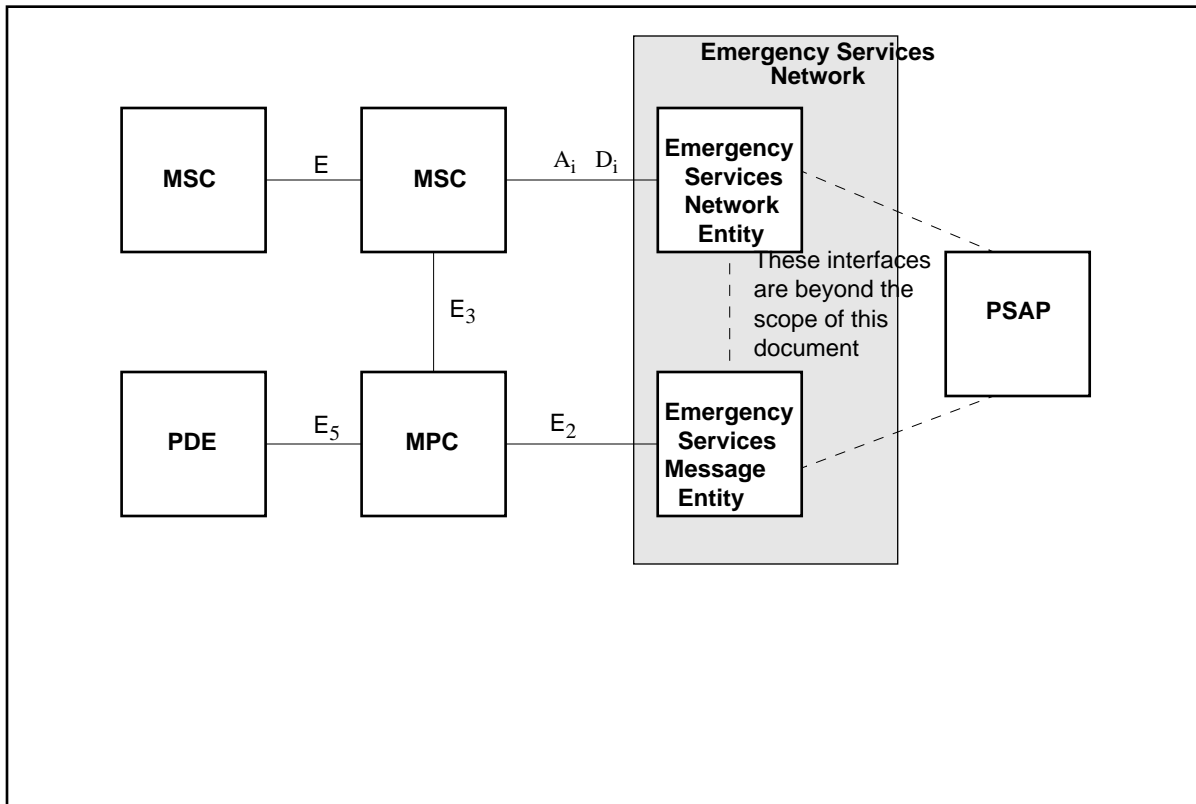 Emergency Services
Network
MSC
E
MSC
Ai Di
Emergency
Services
Network
Entity
These interfaces
are beyond the
scope of this
document
PSAP
E3
PDE
E5
MPC
E2
Emergency
Services
Message
Entity